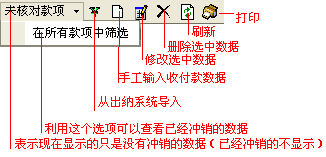 未核对款项
打印
在所有款项中筛选
刷新
删除选中数据
修改选中数据
手工输入收付款数据
从出纳系统导入
利用这个选项可以查看已经冲销的数据
表示现在显示的只是没有冲销的数据（已经冲销的不显示）